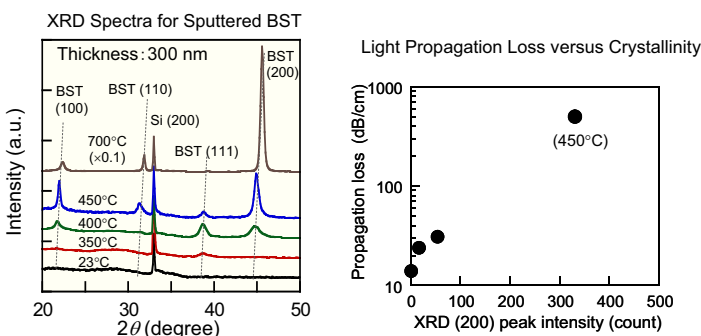 XRD Spectra for Sputtered BST
Thickness : 300 nm
BST
(200)
BST
(100)
BST (110)
Si (200)
700°C
(×0.1)
BST (111)
450°C
400°C
350°C
23°C
Intensity (a.u.)
20 30 40 50
2θ (degree)
Light Propagation Loss versus Crystallinity
1000
100
10
(450°C)
Propagation loss (dB/cm)
0 100 200 300 400 500
XRD (200) peak intensity (count)